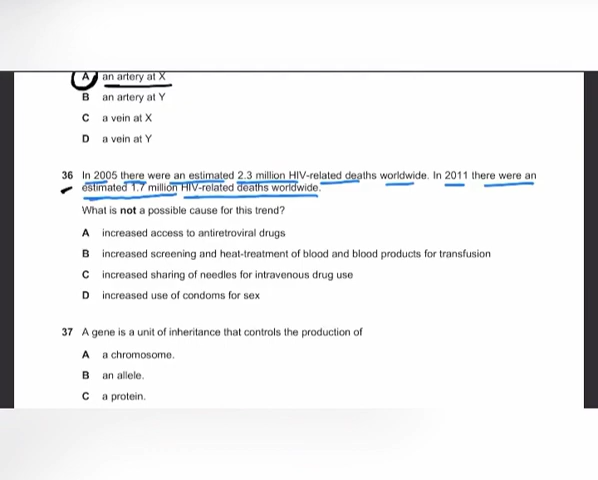 A an artery at X
B an artery at Y
C a vein at X
D a vein at Y
36 In 2005 there were an estimated 2.3 million HIV-related deaths worldwide. In 2011 there were an
estimated 1.7 million HIV-related deaths worldwide.
What is not a possible cause for this trend?
A increased access to antiretroviral drugs
B increased screening and heat-treatment of blood and blood products for transfusion
C increased sharing of needles for intravenous drug use
D increased use of condoms for sex
37 A gene is a unit of inheritance that controls the production of
A a chromosome.
B an allele.
C a protein.